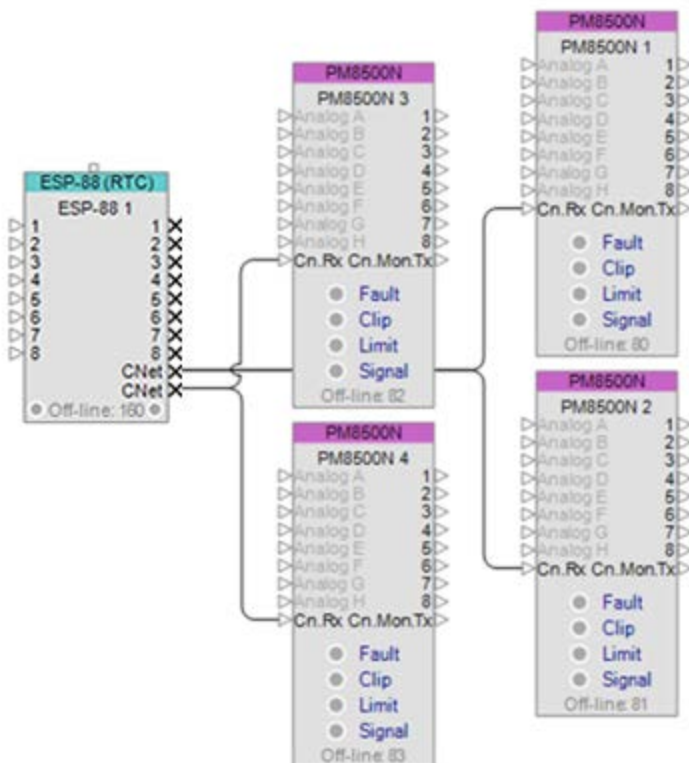 ESP-88 (RTC)
ESP-88 1
1 1
2 2
3 3
4 4
5 5
6 6
7 7
8 8
CNet
CNet
Off-line: 160
PM8500N
PM8500N 3
Analog A 1
Analog B 2
Analog C 3
Analog D 4
Analog E 5
Analog F 6
Analog G 7
Analog H 8
Cn.Rx Cn.Mon.Tx
Fault
Clip
Limit
Signal
Off-line: 82
PM8500N
PM8500N 4
Analog A 1
Analog B 2
Analog C 3
Analog D 4
Analog E 5
Analog F 6
Analog G 7
Analog H 8
Cn.Rx Cn.Mon.Tx
Fault
Clip
Limit
Signal
Off-line: 83
PM8500N
PM8500N 1
Analog A 1
Analog B 2
Analog C 3
Analog D 4
Analog E 5
Analog F 6
Analog G 7
Analog H 8
Cn.Rx Cn.Mon.Tx
Fault
Clip
Limit
Signal
Off-line: 80
PM8500N
PM8500N 2
Analog A 1
Analog B 2
Analog C 3
Analog D 4
Analog E 5
Analog F 6
Analog G 7
Analog H 8
Cn.Rx Cn.Mon.Tx
Fault
Clip
Limit
Signal
Off-line: 81